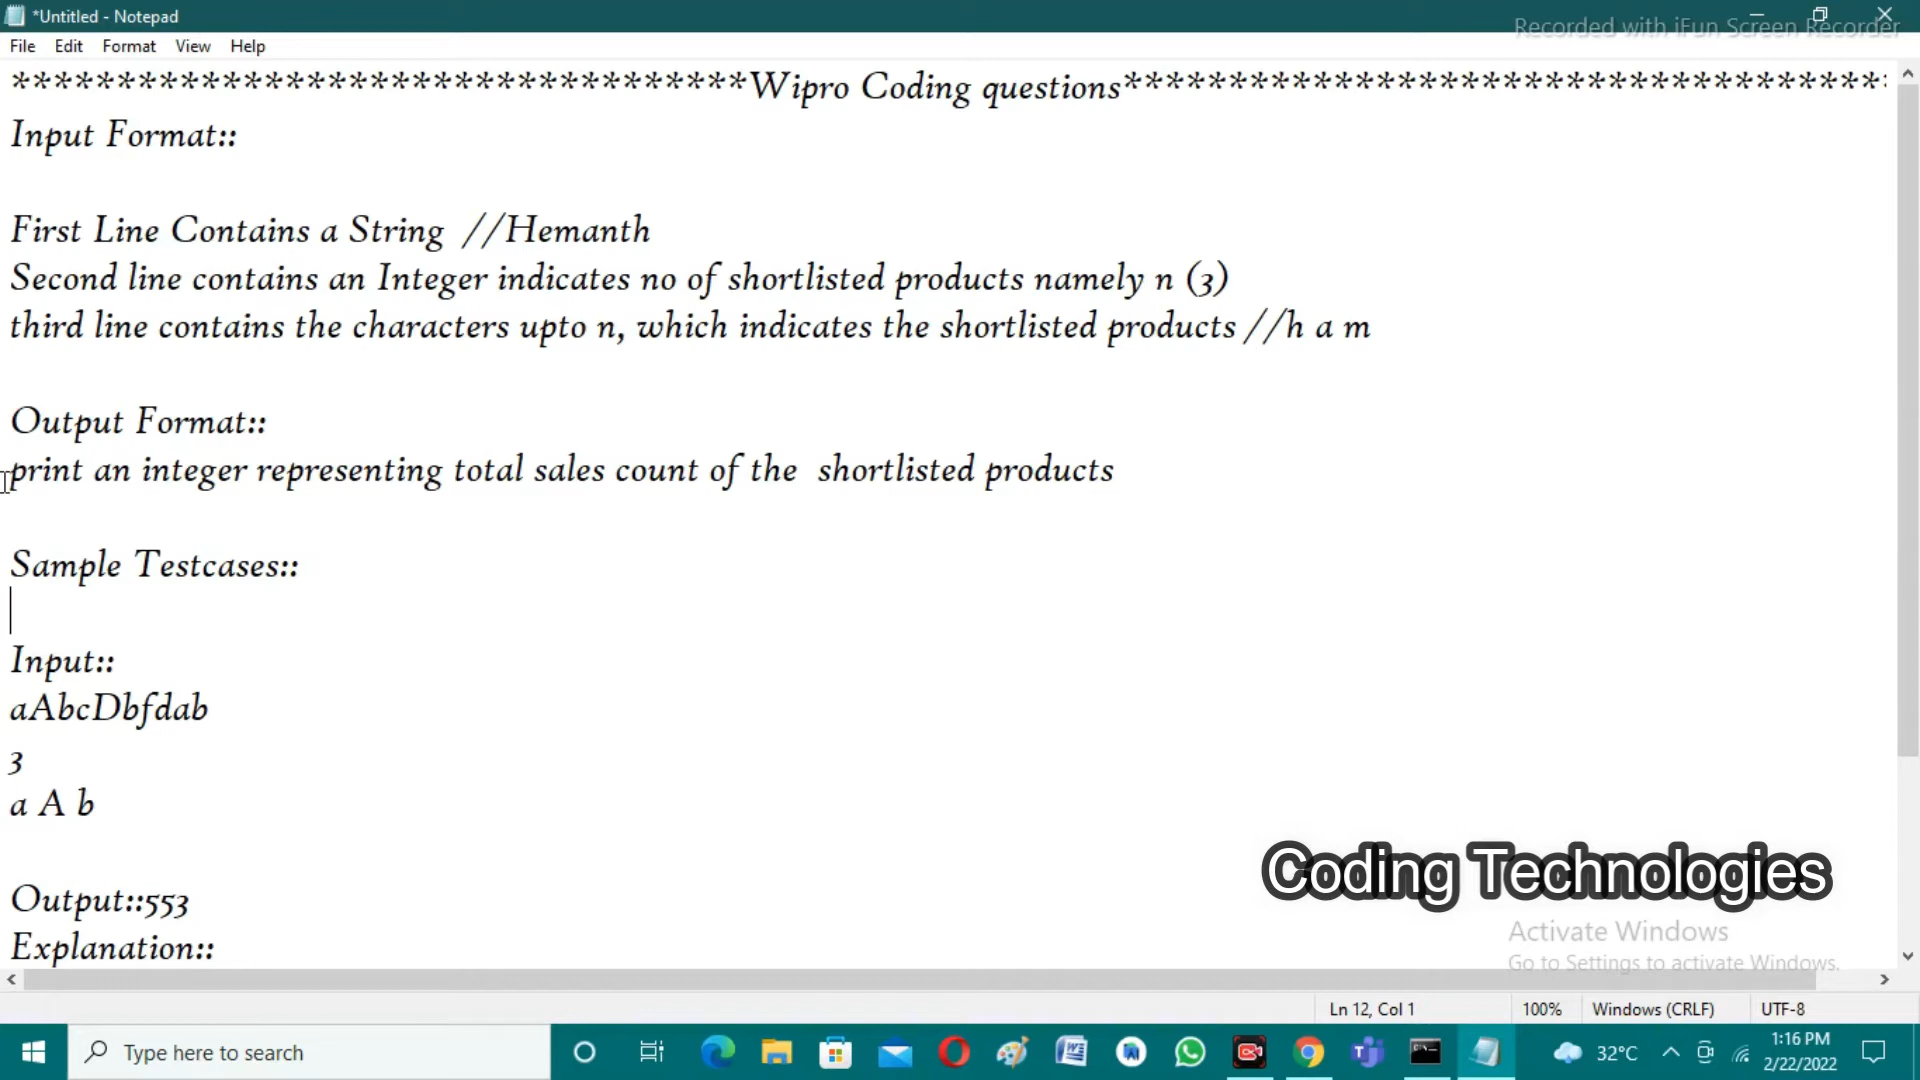 *Untitled - Notepad
Recorded with iFun Screen Recorder
File Edit Format View Help
***********************************Wipro Coding questions*************************************
Input Format::
First Line Contains a String //Hemanth
Second line contains an Integer indicates no of shortlisted products namely n (3)
third line contains the characters upto n, which indicates the shortlisted products //h a m
Output Format::
print an integer representing total sales count of the  shortlisted products
Sample Testcases::
Input::
aAbcDbfdab
3
a A b
Output::553
Explanation::
Coding Technologies
Activate Windows
Go to Settings to activate Windows.
Ln 12, Col 1 100% Windows (CRLF) UTF-8
Type here to search
32°C
1:16 PM
2/22/2022